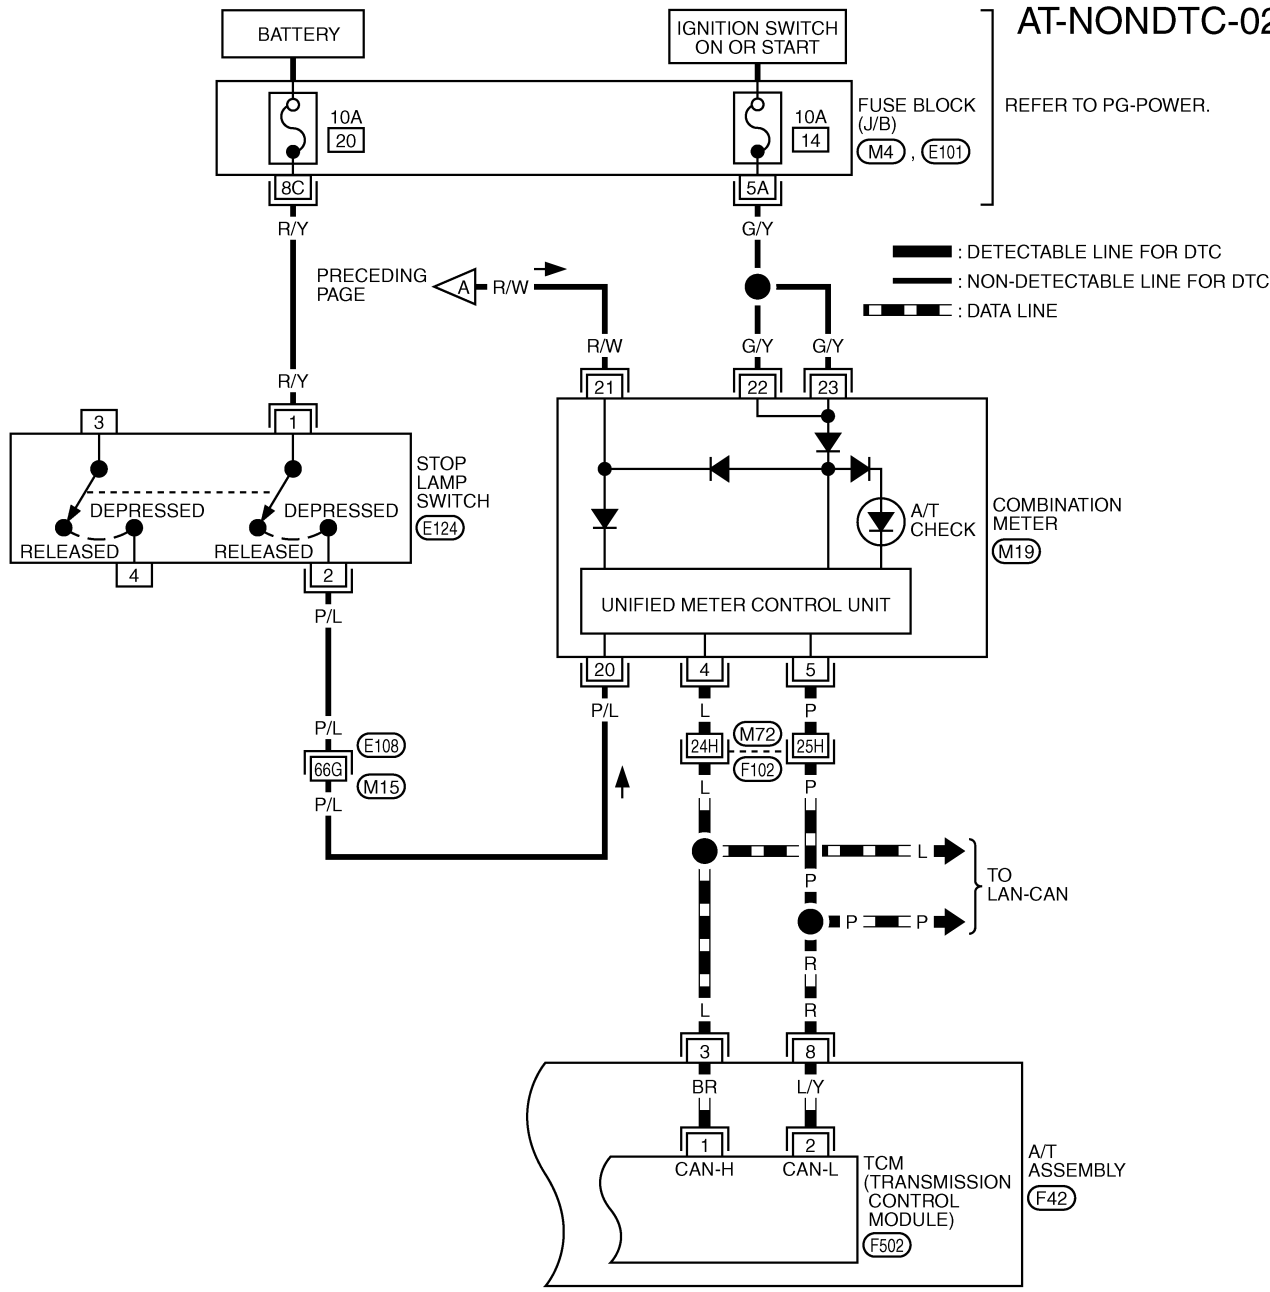 AT-NONDTC-02
BATTERY
IGNITION SWITCH
ON OR START
10A
20
10A
14
FUSE BLOCK
(J/B)
M4 , E101
REFER TO PG-POWER.
8C
5A
R/Y
G/Y
: DETECTABLE LINE FOR DTC
: NON-DETECTABLE LINE FOR DTC
: DATA LINE
PRECEDING
PAGE
A
R/W
R/W
G/Y
G/Y
R/Y
21
22
23
3
1
STOP
LAMP
SWITCH
E124
DEPRESSED
DEPRESSED
RELEASED
RELEASED
4
2
A/T
CHECK
COMBINATION
METER
M19
UNIFIED METER CONTROL UNIT
P/L
20
4
5
P/L
L
P
P/L
E108
66G
M15
P/L
24H
M72
F102
25H
L
P
L
P
P
P
TO
LAN-CAN
R
L
R
3
8
BR
L/Y
1
2
CAN-H
CAN-L
TCM
(TRANSMISSION
CONTROL
MODULE)
F502
A/T
ASSEMBLY
F42